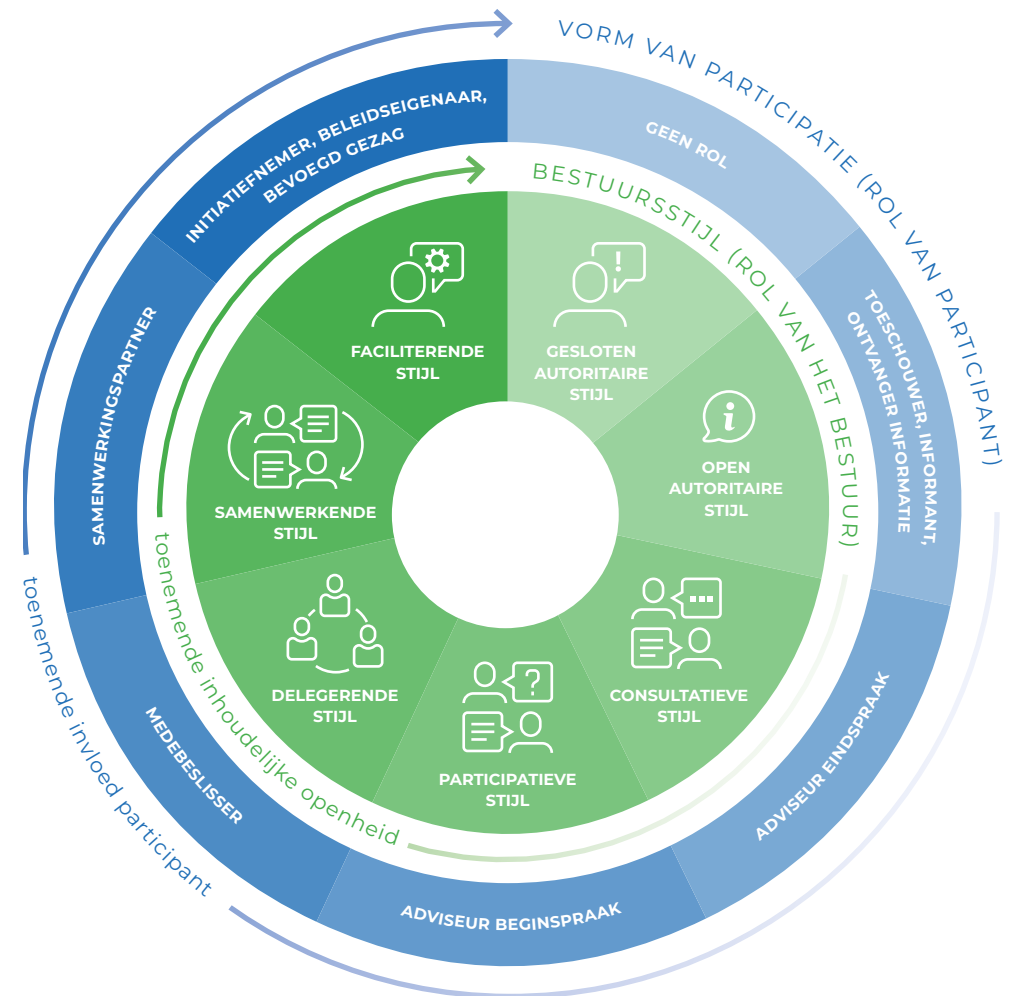 VORM VAN PARTICIPATIE (ROL VAN PARTICIPANT)
GEEN ROL
TOESCHOUWER, INFORMANT,
ONTVANGER INFORMATIE
ADVISEUR EINDSPRAAK
ADVISEUR BEGINSPRAAK
MEDEBESLISSER
SAMENWERKINGSPARTNER
INITIATIEFNEMER, BELEIDSEIGENAAR,
BEVOEGD GEZAG
toenemende invloed participant
BESTUURSSTIJL (ROL VAN HET BESTUUR)
GESLOTEN
AUTORITAIRE
STIJL
OPEN
AUTORITAIRE
STIJL
CONSULTATIEVE
STIJL
PARTICIPATIEVE
STIJL
DELEGERENDE
STIJL
SAMENWERKENDE
STIJL
FACILITERENDE
STIJL
toenemende inhoudelijke openheid